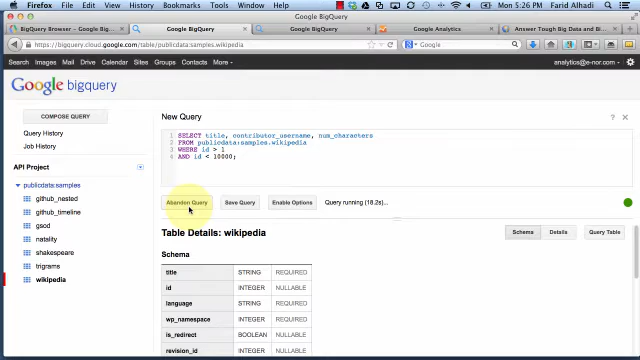 Firefox File Edit View History Bookmarks Tools Window Help
Mon 5:26 PM Farid Alhadi
Google BigQuery
BigQuery Browser – Google Big...
Google BigQuery
Google BigQuery
Google Analytics
Answer Tough Big Data and Bi...
https://bigquery.cloud.google.com/table/publicdata:samples.wikipedia
Google
Search Images Mail Drive Calendar Sites Groups Contacts More
analytics@e-nor.com
Google bigquery
COMPOSE QUERY
Query History
Job History
API Project
publicdata:samples
github_nested
github_timeline
gsod
natality
shakespeare
trigrams
wikipedia
New Query
?
x
1 SELECT title, contributor_username, num_characters
2 FROM publicdata:samples.wikipedia
3 WHERE id > 1
4 AND id < 10000;
Abandon Query
Save Query
Enable Options
Query running (18.2s)...
Table Details: wikipedia
Schema
Details
Query Table
Schema
title STRING REQUIRED
id INTEGER NULLABLE
language STRING REQUIRED
wp_namespace INTEGER REQUIRED
is_redirect BOOLEAN NULLABLE
revision_id INTEGER NULLABLE